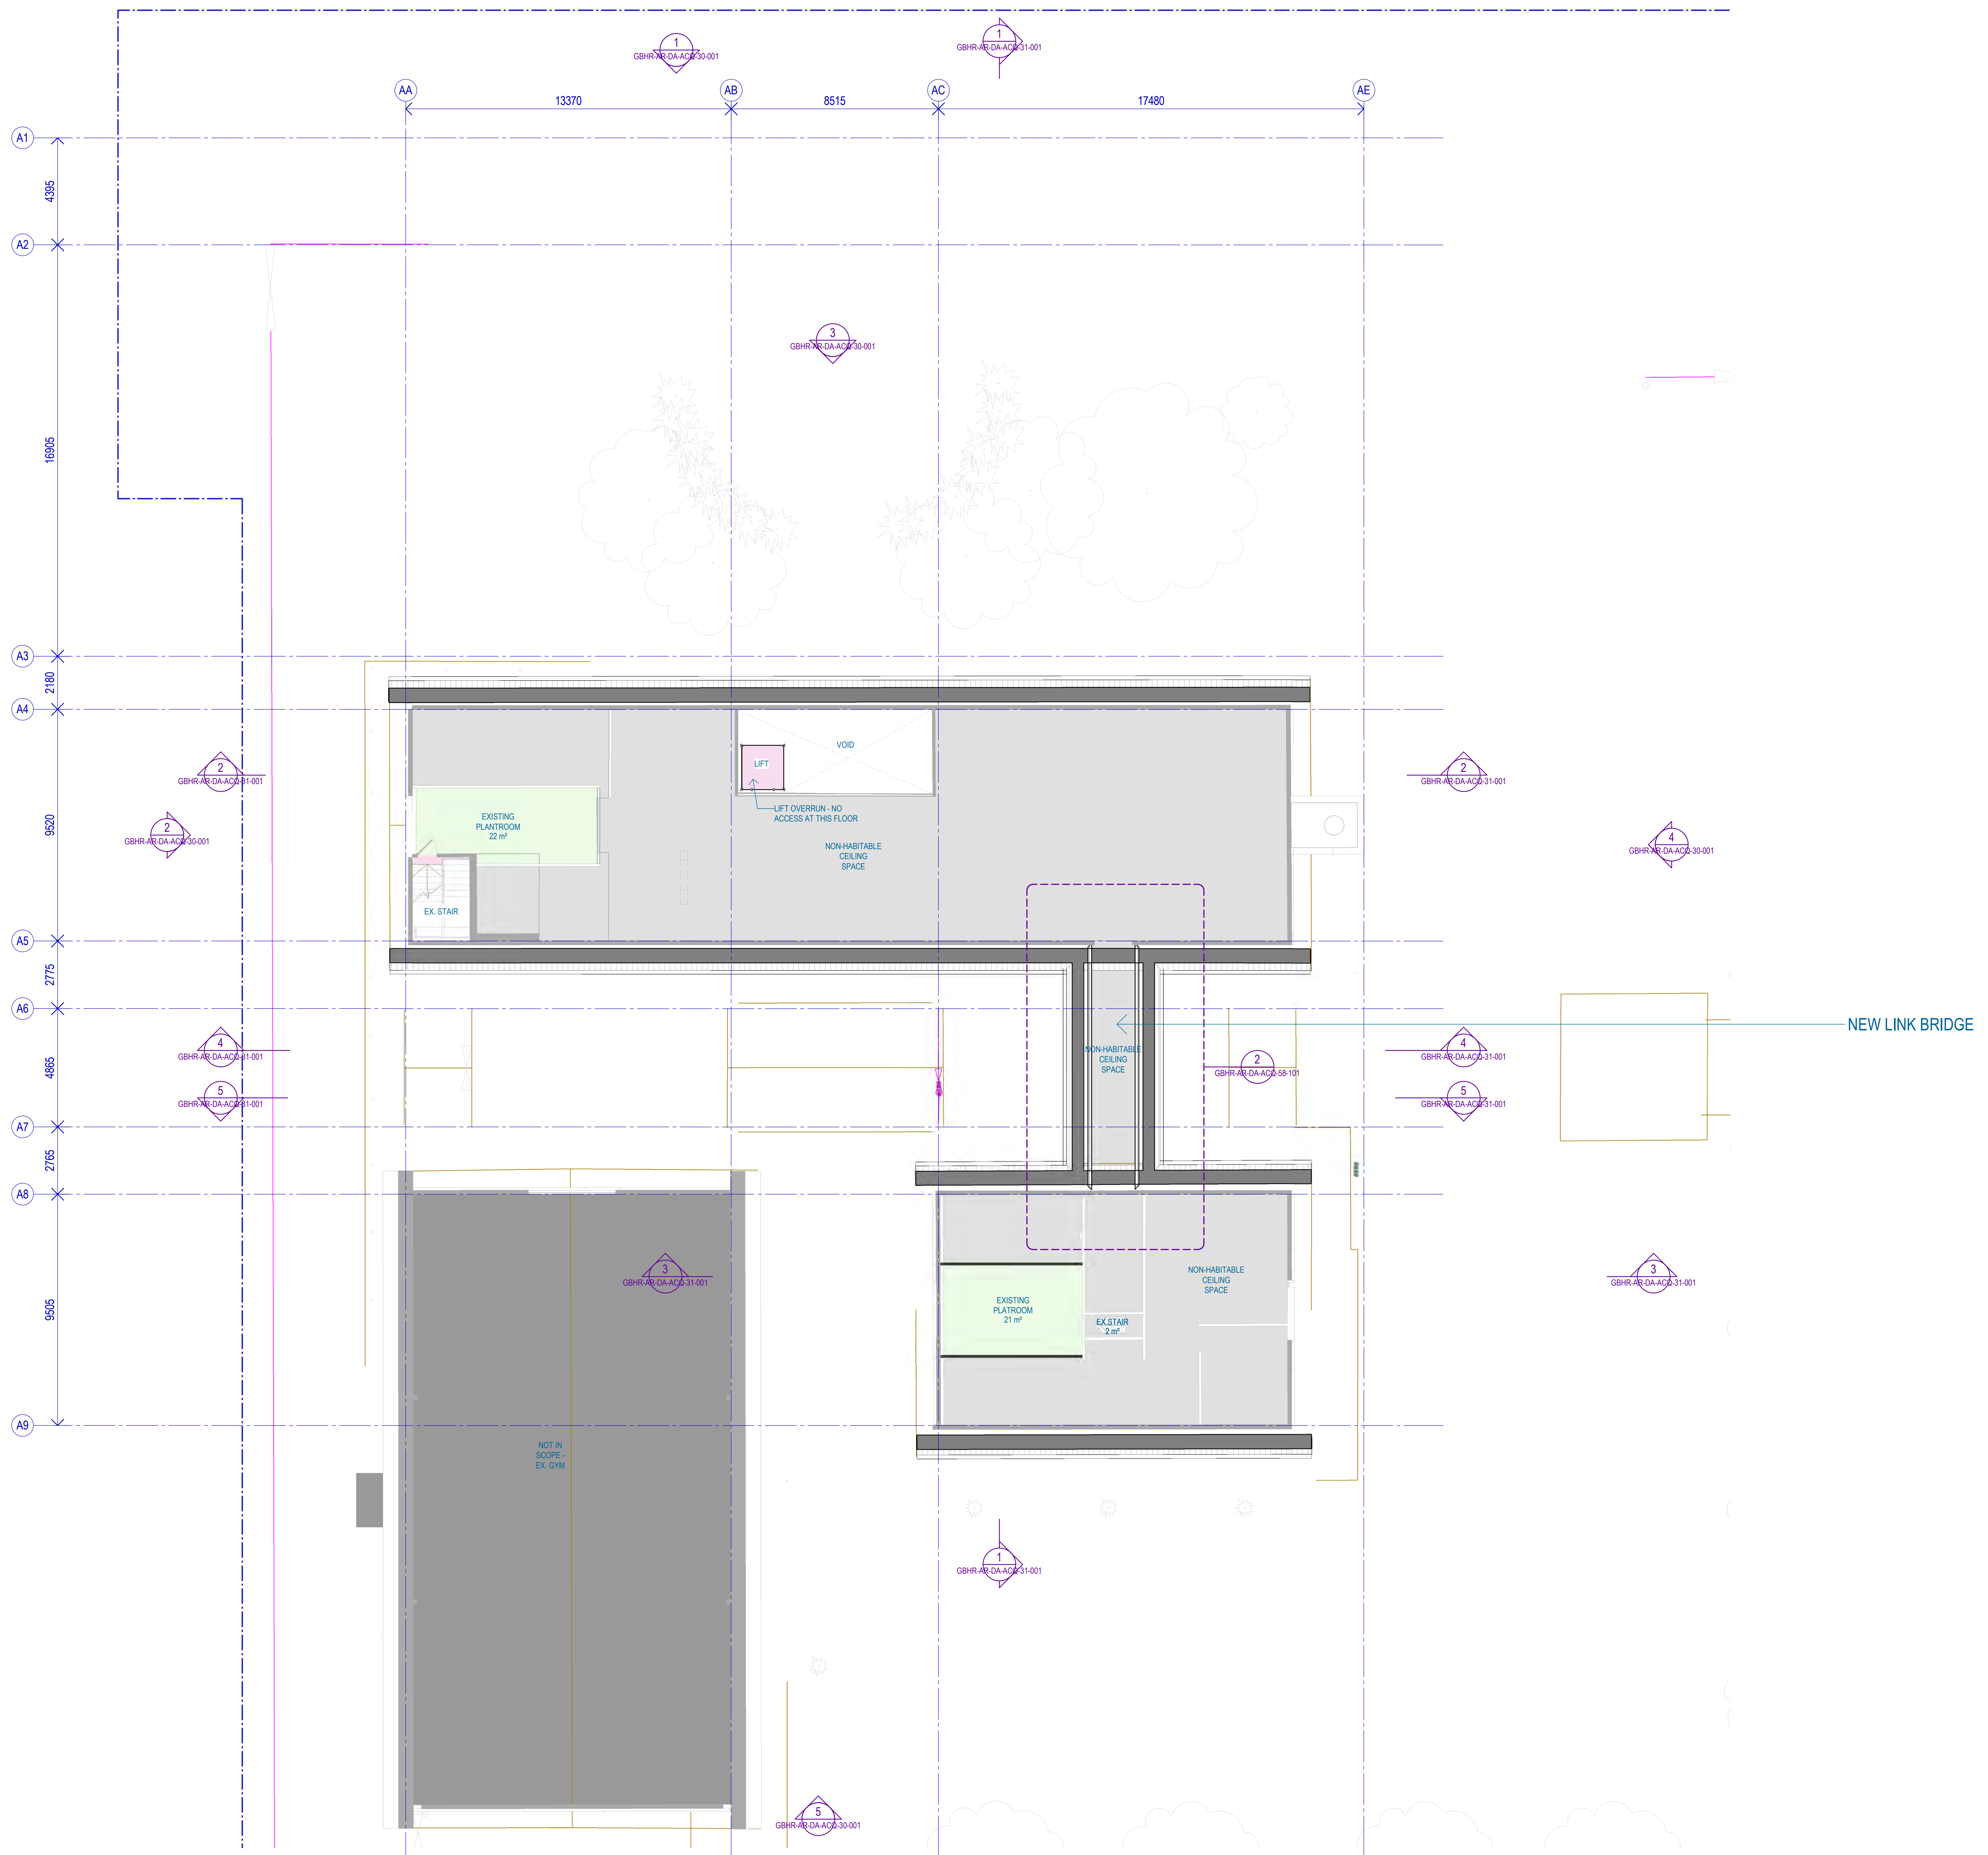 1
GBHR-AR-DA-ACQ-30-001
1
GBHR-AR-DA-ACQ-31-001
AA
AB
AC
AE
13370
8515
17480
A1
4395
A2
16905
3
GBHR-AR-DA-ACQ-30-001
A3
2180
A4
9520
2
GBHR-AR-DA-ACQ-31-001
2
GBHR-AR-DA-ACQ-30-001
VOID
LIFT
LIFT OVERRUN - NO
ACCESS AT THIS FLOOR
EXISTING
PLANTROOM
22 m²
NON-HABITABLE
CEILING
SPACE
EX. STAIR
2
GBHR-AR-DA-ACQ-31-001
4
GBHR-AR-DA-ACQ-30-001
A5
2775
A6
NEW LINK BRIDGE
4865
4
GBHR-AR-DA-ACQ-31-001
5
GBHR-AR-DA-ACQ-31-001
NON-HABITABLE
CEILING
SPACE
2
GBHR-AR-DA-ACQ-58-101
4
GBHR-AR-DA-ACQ-31-001
5
GBHR-AR-DA-ACQ-31-001
A7
2765
A8
9505
3
GBHR-AR-DA-ACQ-31-001
NON-HABITABLE
CEILING
SPACE
EXISTING
PLATROOM
21 m²
EX.STAIR
2 m²
3
GBHR-AR-DA-ACQ-31-001
A9
NOT IN
SCOPE -
EX. GYM
1
GBHR-AR-DA-ACQ-31-001
5
GBHR-AR-DA-ACQ-30-001